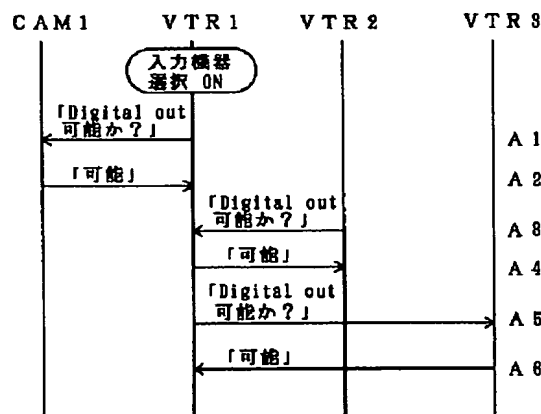 CAM1 VTR1 VTR2 VTR3
入力機器
選択 ON
「Digital out
可能か？」
A1
「可能」
A2
「Digital out
可能か？」
A3
「可能」
A4
「Digital out
可能か？」
A5
「可能」
A6